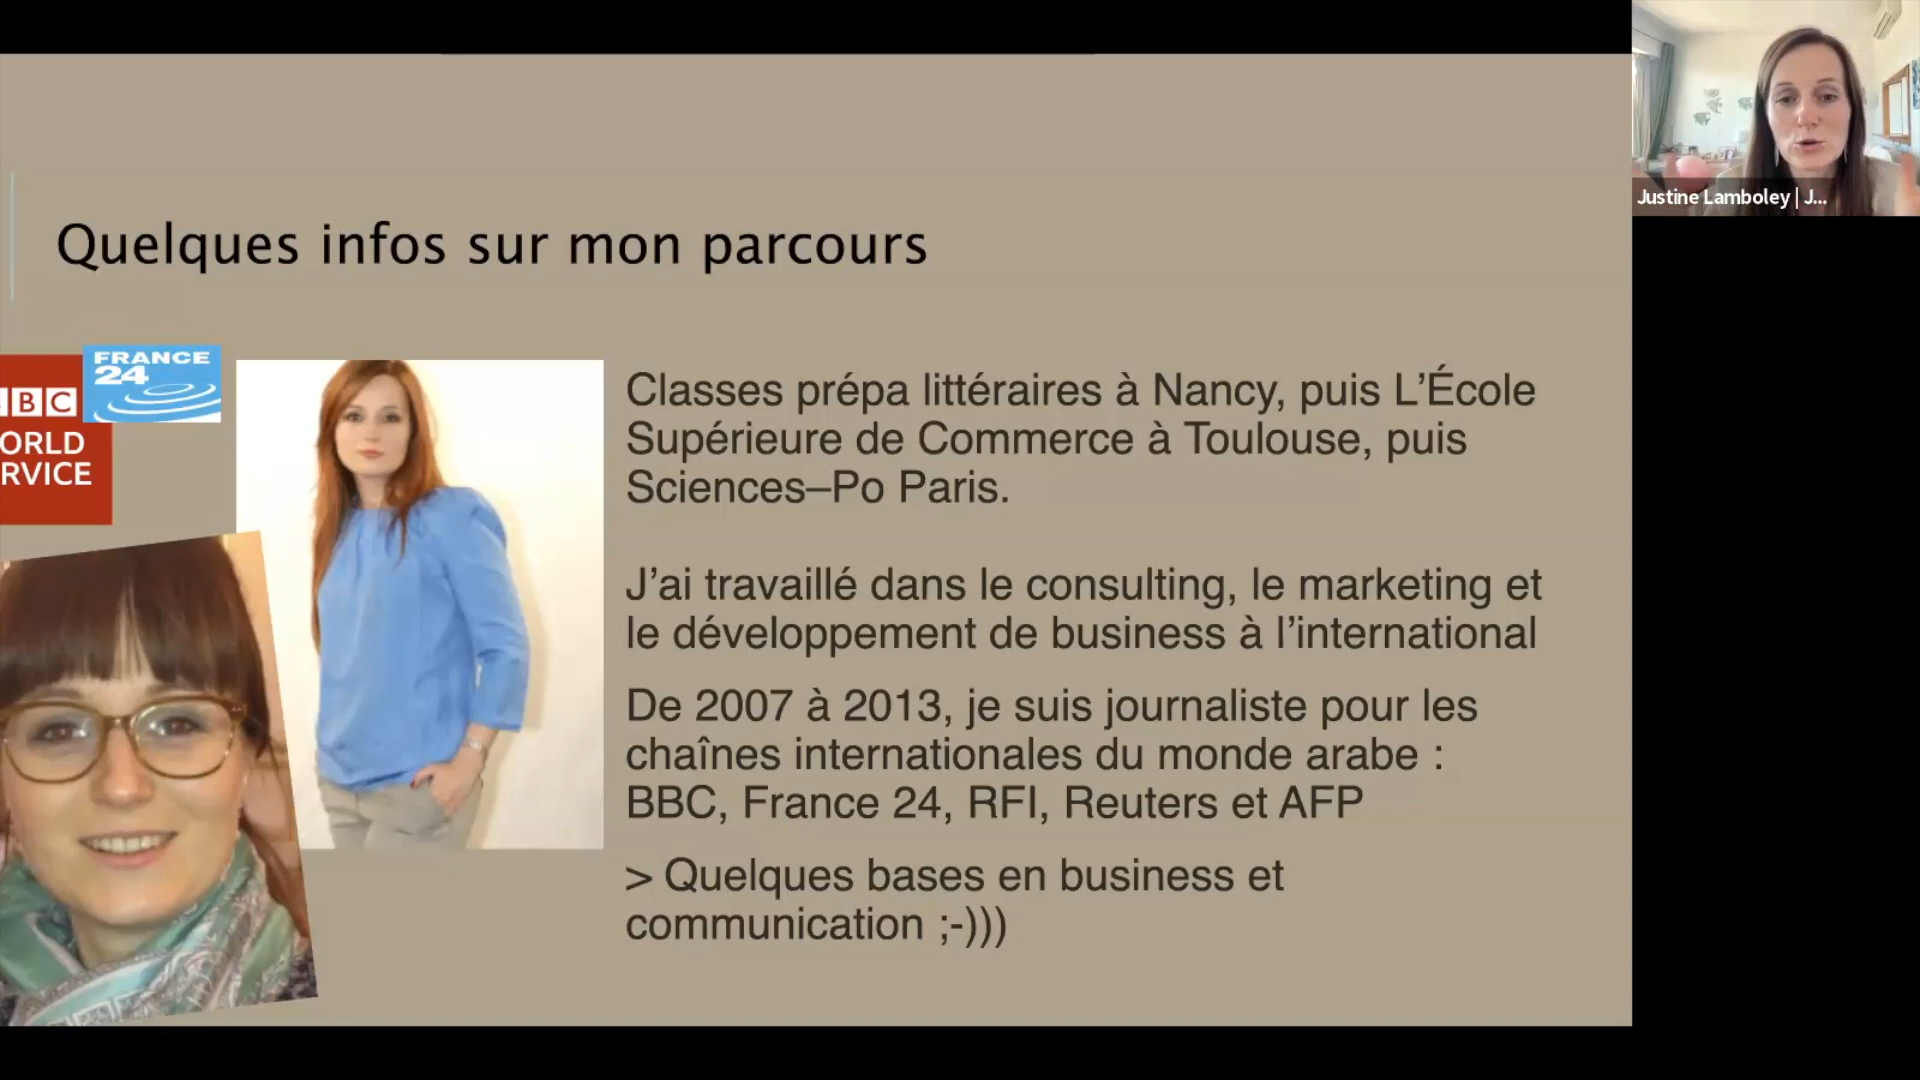 Justine Lamboley | J...
Quelques infos sur mon parcours
FRANCE
24
BC
ORLD
RVICE
Classes prépa littéraires à Nancy, puis L’École
Supérieure de Commerce à Toulouse, puis
Sciences–Po Paris.
J’ai travaillé dans le consulting, le marketing et
le développement de business à l’international
De 2007 à 2013, je suis journaliste pour les
chaînes internationales du monde arabe :
BBC, France 24, RFI, Reuters et AFP
> Quelques bases en business et
communication ;-)))